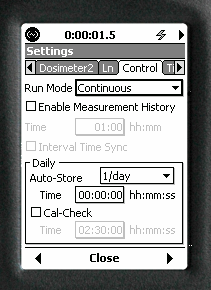 0:00:01.5
Settings
Dosimeter2 Ln Control Ti
Run Mode Continuous
Enable Measurement History
Time 01:00 hh:mm
Interval Time Sync
Daily
Auto-Store 1/day
Time 00:00:00 hh:mm:ss
Cal-Check
Time 02:30:00 hh:mm:ss
Close